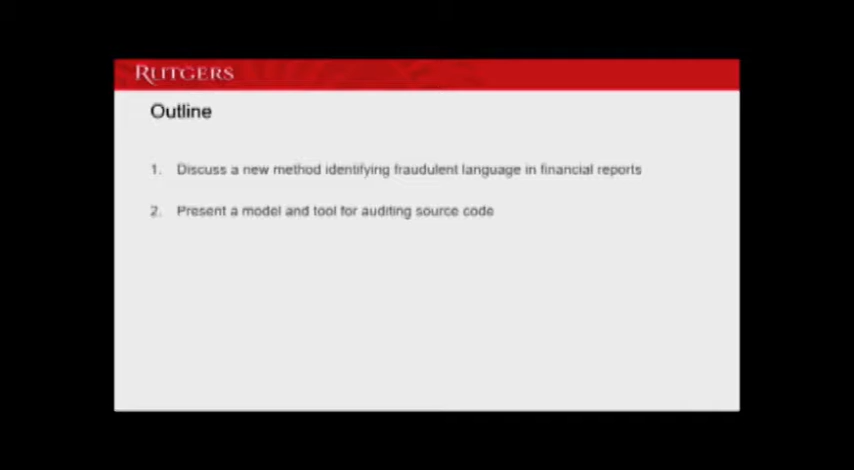 RUTGERS
Outline
1. Discuss a new method identifying fraudulent language in financial reports
2. Present a model and tool for auditing source code